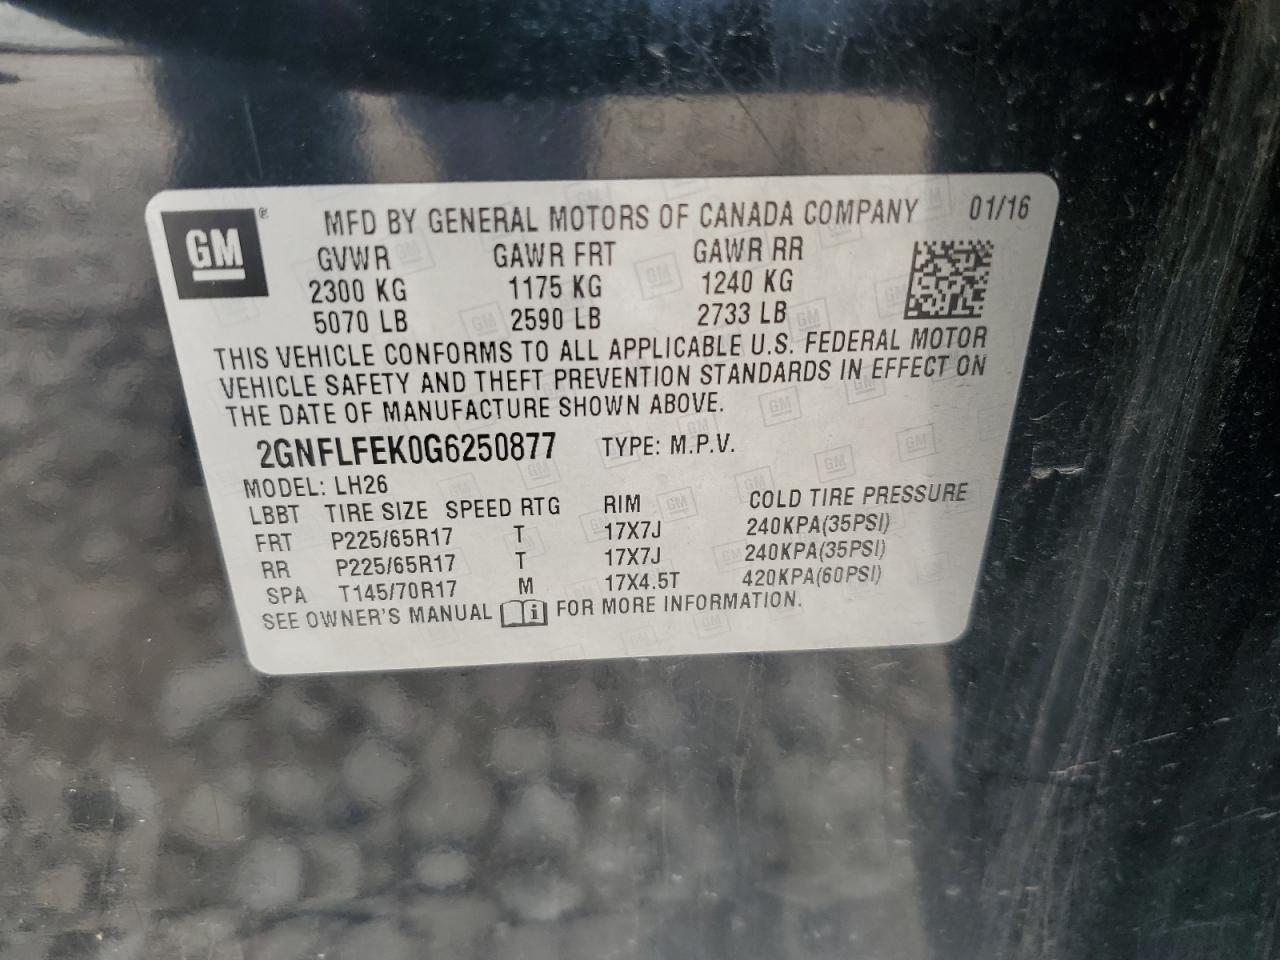 GM ® MFD BY GENERAL MOTORS OF CANADA COMPANY 01/16
GVWR GAWR FRT GAWR RR
2300 KG 1175 KG 1240 KG
5070 LB 2590 LB 2733 LB
THIS VEHICLE CONFORMS TO ALL APPLICABLE U.S. FEDERAL MOTOR
VEHICLE SAFETY AND THEFT PREVENTION STANDARDS IN EFFECT ON
THE DATE OF MANUFACTURE SHOWN ABOVE.
2GNFLFEK0G6250877 TYPE: M.P.V.
MODEL: LH26
LBBT TIRE SIZE SPEED RTG RIM COLD TIRE PRESSURE
FRT P225/65R17 T 17X7J 240KPA(35PSI)
RR P225/65R17 T 17X7J 240KPA(35PSI)
SPA T145/70R17 M 17X4.5T 420KPA(60PSI)
SEE OWNER'S MANUAL i FOR MORE INFORMATION.